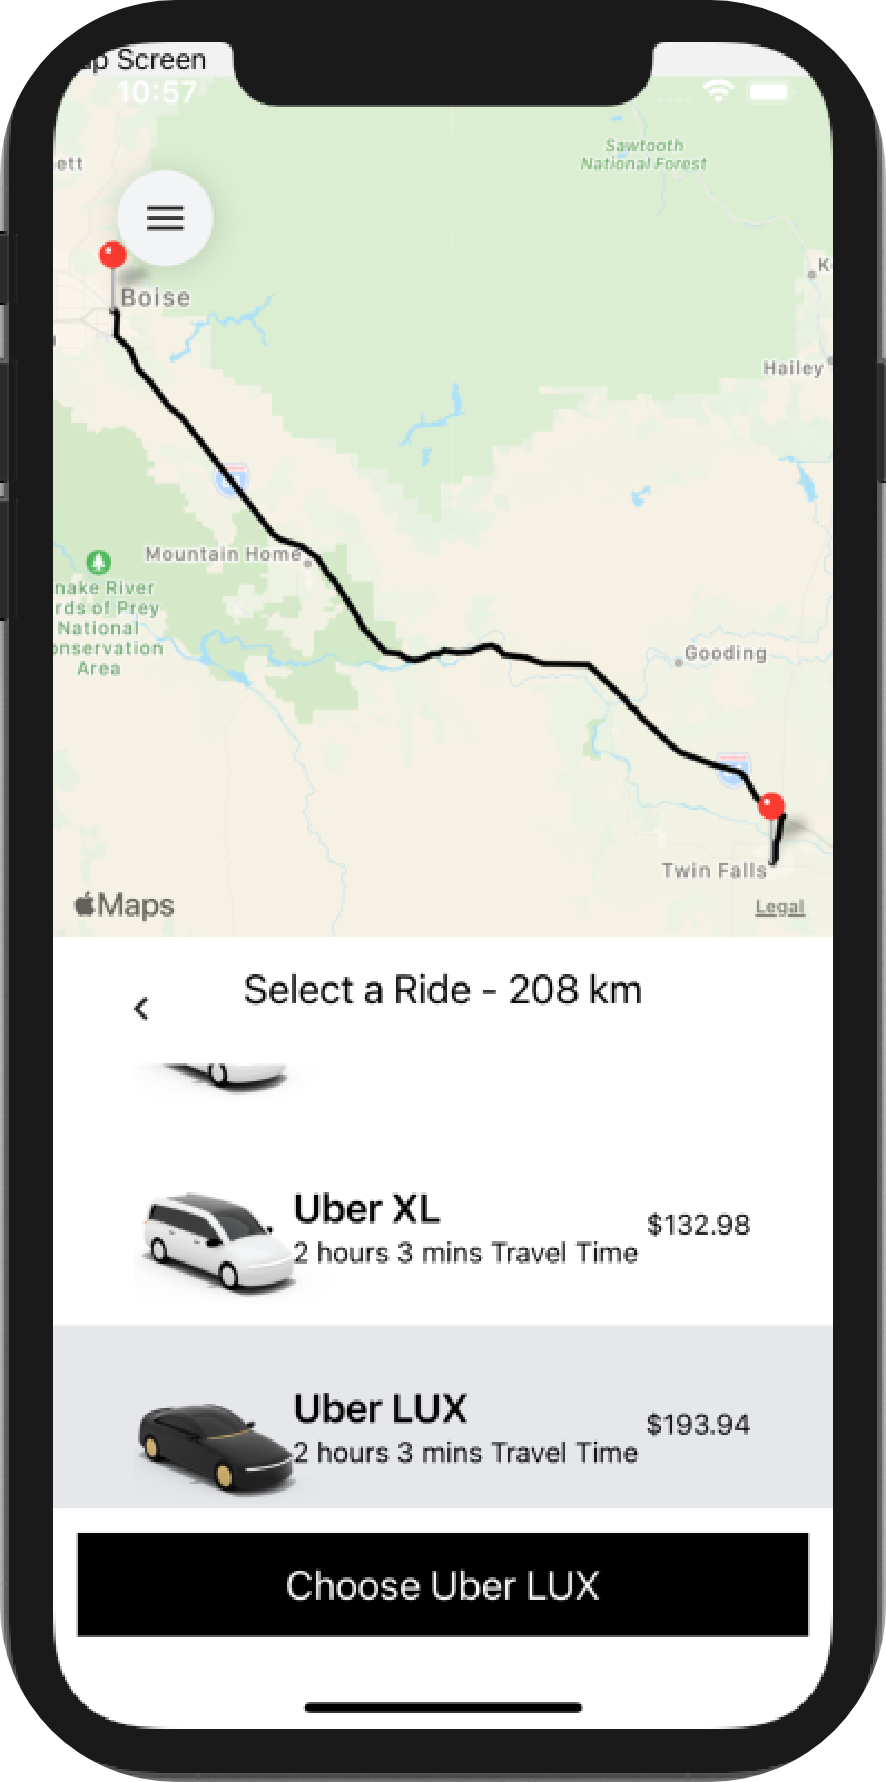 p Screen
10:57
Sawtooth
National Forest
ett
K
Boise
Hailey
Mountain Home
nake River
rds of Prey
National
onservation
Area
Gooding
Twin Falls
Maps
Legal
Select a Ride - 208 km
Uber XL
$132.98
2 hours 3 mins Travel Time
Uber LUX
$193.94
2 hours 3 mins Travel Time
Choose Uber LUX